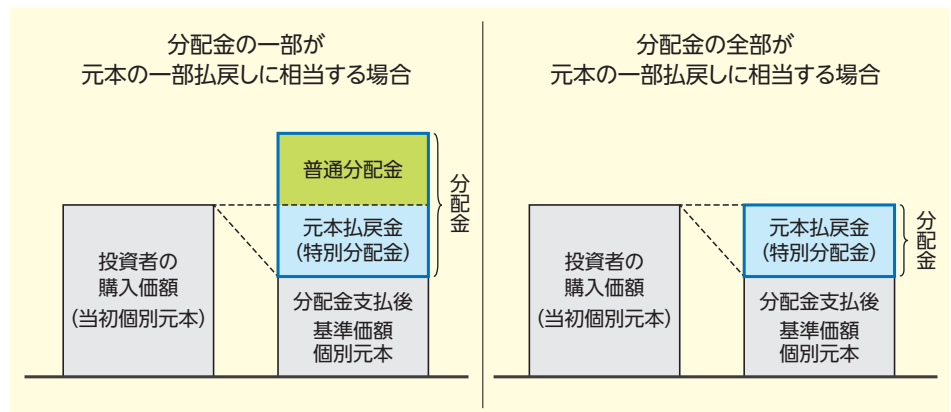 分配金の一部が
元本の一部払戻しに相当する場合
普通分配金
元本払戻金
(特別分配金)
分配金
投資者の
購入価額
(当初個別元本)
分配金支払後
基準価額
個別元本
分配金の全部が
元本の一部払戻しに相当する場合
元本払戻金
(特別分配金)
分配金
投資者の
購入価額
(当初個別元本)
分配金支払後
基準価額
個別元本